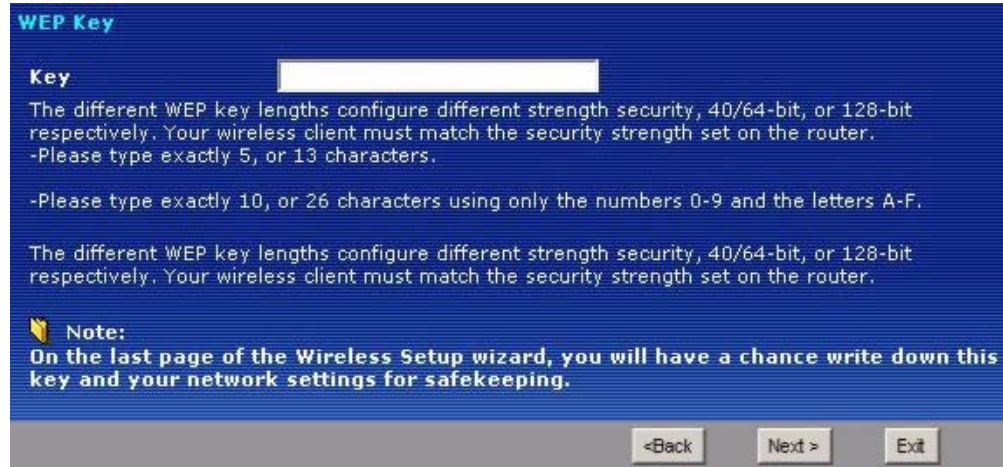 WEP Key
Key
The different WEP key lengths configure different strength security, 40/64-bit, or 128-bit
respectively. Your wireless client must match the security strength set on the router.
-Please type exactly 5, or 13 characters.
-Please type exactly 10, or 26 characters using only the numbers 0-9 and the letters A-F.
The different WEP key lengths configure different strength security, 40/64-bit, or 128-bit
respectively. Your wireless client must match the security strength set on the router.
Note:
On the last page of the Wireless Setup wizard, you will have a chance write down this
key and your network settings for safekeeping.
<Back Next > Exit